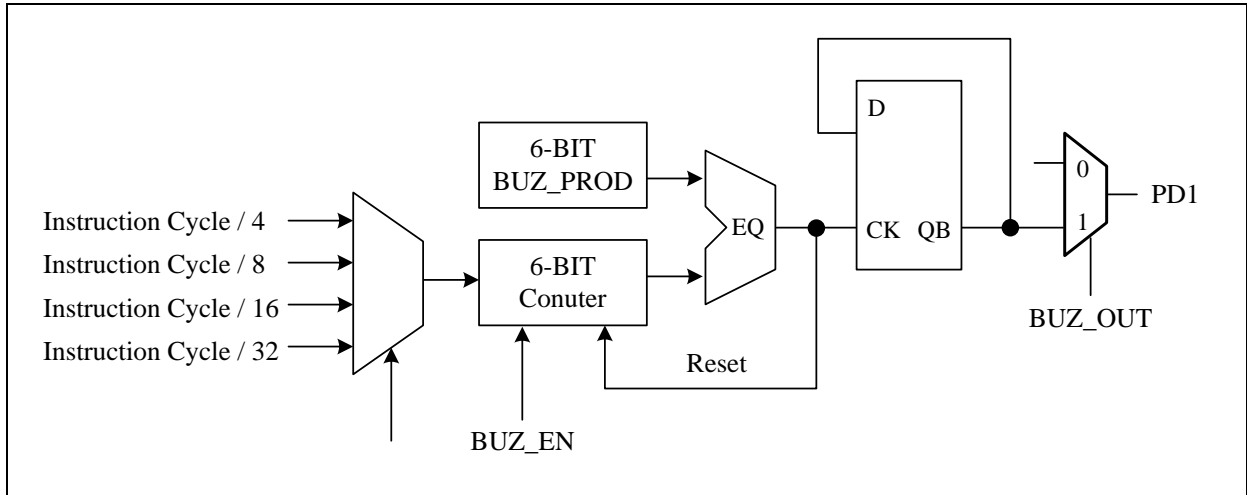 D
6-BIT
BUZ_PROD
0
PD1
Instruction Cycle / 4
EQ
CK QB
1
Instruction Cycle / 8
6-BIT
Conuter
Instruction Cycle / 16
BUZ_OUT
Instruction Cycle / 32
Reset
BUZ_EN